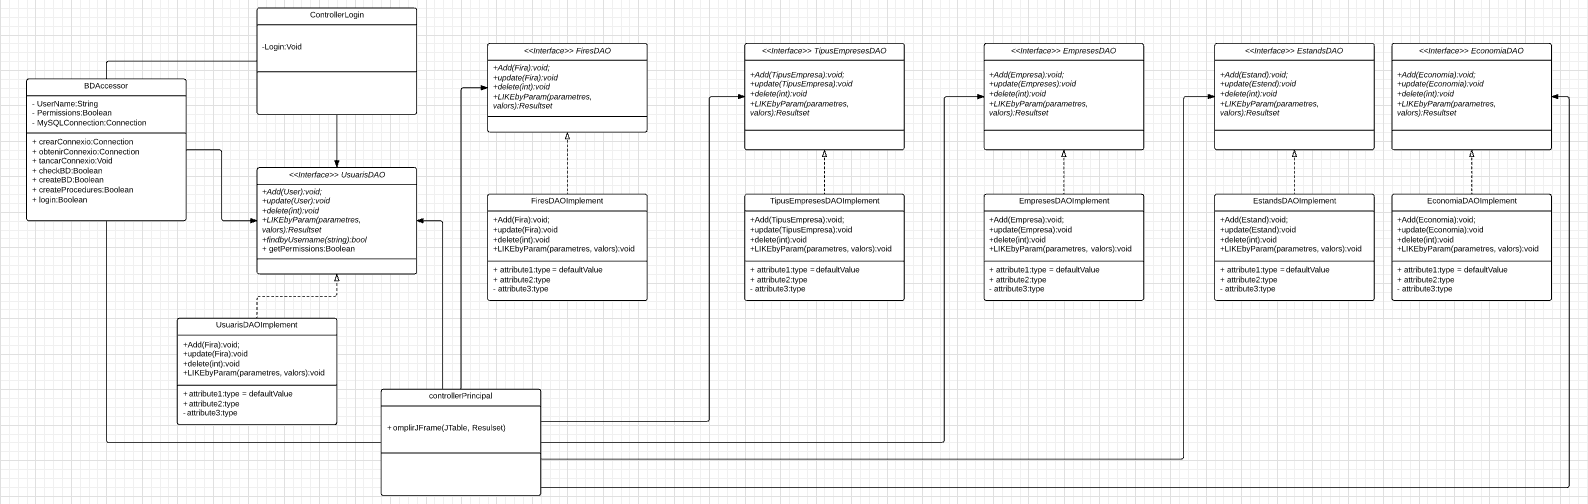 ControllerLogin
-Login:Void
BDAccessor
- UserName:String
- Permissions:Boolean
- MySQLConnection:Connection
+ crearConnexio:Connection
+ obtenirConnexio:Connection
+ tancarConnexio:Void
+ checkBD:Boolean
+ createBD:Boolean
+ createProcedures:Boolean
+ login:Boolean
<<Interface>> UsuarisDAO
+Add(User):void;
+update(User):void
+delete(int):void
+LIKEbyParam(parametres,
valors):Resultset
+findbyUsername(string):bool
+ getPermissions:Boolean
UsuarisDAOImplement
+Add(Fira):void;
+update(Fira):void
+delete(int):void
+LIKEbyParam(parametres, valors):void
+ attribute1:type = defaultValue
+ attribute2:type
- attribute3:type
controllerPrincipal
+ omplirJFrame(JTable, Resulset)
<<Interface>> FiresDAO
+Add(Fira):void;
+update(Fira):void
+delete(int):void
+LIKEbyParam(parametres,
valors):Resultset
FiresDAOImplement
+Add(Fira):void;
+update(Fira):void
+delete(int):void
+LIKEbyParam(parametres, valors):void
+ attribute1:type = defaultValue
+ attribute2:type
- attribute3:type
<<Interface>> TipusEmpresesDAO
+Add(TipusEmpresa):void;
+update(TipusEmpresa):void
+delete(int):void
+LIKEbyParam(parametres,
valors):Resultset
TipusEmpresesDAOImplement
+Add(TipusEmpresa):void;
+update(TipusEmpresa):void
+delete(int):void
+LIKEbyParam(parametres, valors):void
+ attribute1:type = defaultValue
+ attribute2:type
- attribute3:type
<<Interface>> EmpresesDAO
+Add(Empresa):void;
+update(Empreses):void
+delete(int):void
+LIKEbyParam(parametres,
valors):Resultset
EmpresesDAOImplement
+Add(Empresa):void;
+update(Empresa):void
+delete(int):void
+LIKEbyParam(parametres, valors):void
+ attribute1:type = defaultValue
+ attribute2:type
- attribute3:type
<<Interface>> EstandsDAO
+Add(Estand):void;
+update(Estend):void
+delete(int):void
+LIKEbyParam(parametres,
valors):Resultset
EstandsDAOImplement
+Add(Estand):void;
+update(Estand):void
+delete(int):void
+LIKEbyParam(parametres, valors):void
+ attribute1:type = defaultValue
+ attribute2:type
- attribute3:type
<<Interface>> EconomiaDAO
+Add(Economia):void;
+update(Economia):void
+delete(int):void
+LIKEbyParam(parametres,
valors):Resultset
EconomiaDAOImplement
+Add(Economia):void;
+update(Economia):void
+delete(int):void
+LIKEbyParam(parametres, valors):void
+ attribute1:type = defaultValue
+ attribute2:type
- attribute3:type